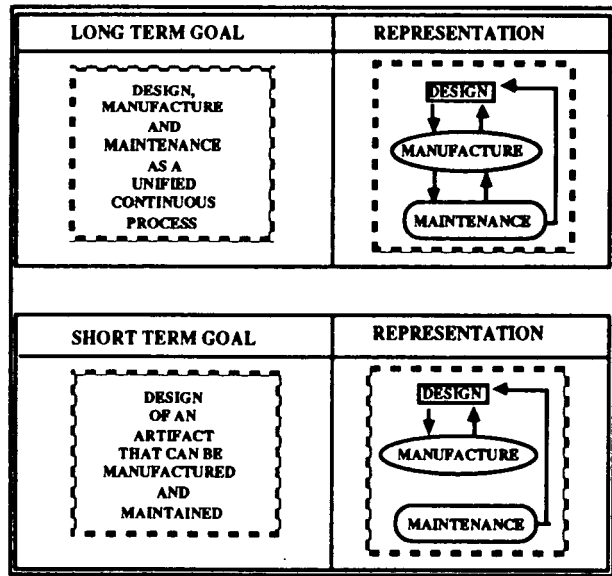 LONG TERM GOAL
REPRESENTATION
DESIGN,
MANUFACTURE
AND
MAINTENANCE
AS A
UNIFIED
CONTINUOUS
PROCESS
DESIGN
MANUFACTURE
MAINTENANCE
SHORT TERM GOAL
REPRESENTATION
DESIGN
OF AN
ARTIFACT
THAT CAN BE
MANUFACTURED
AND
MAINTAINED
DESIGN
MANUFACTURE
MAINTENANCE